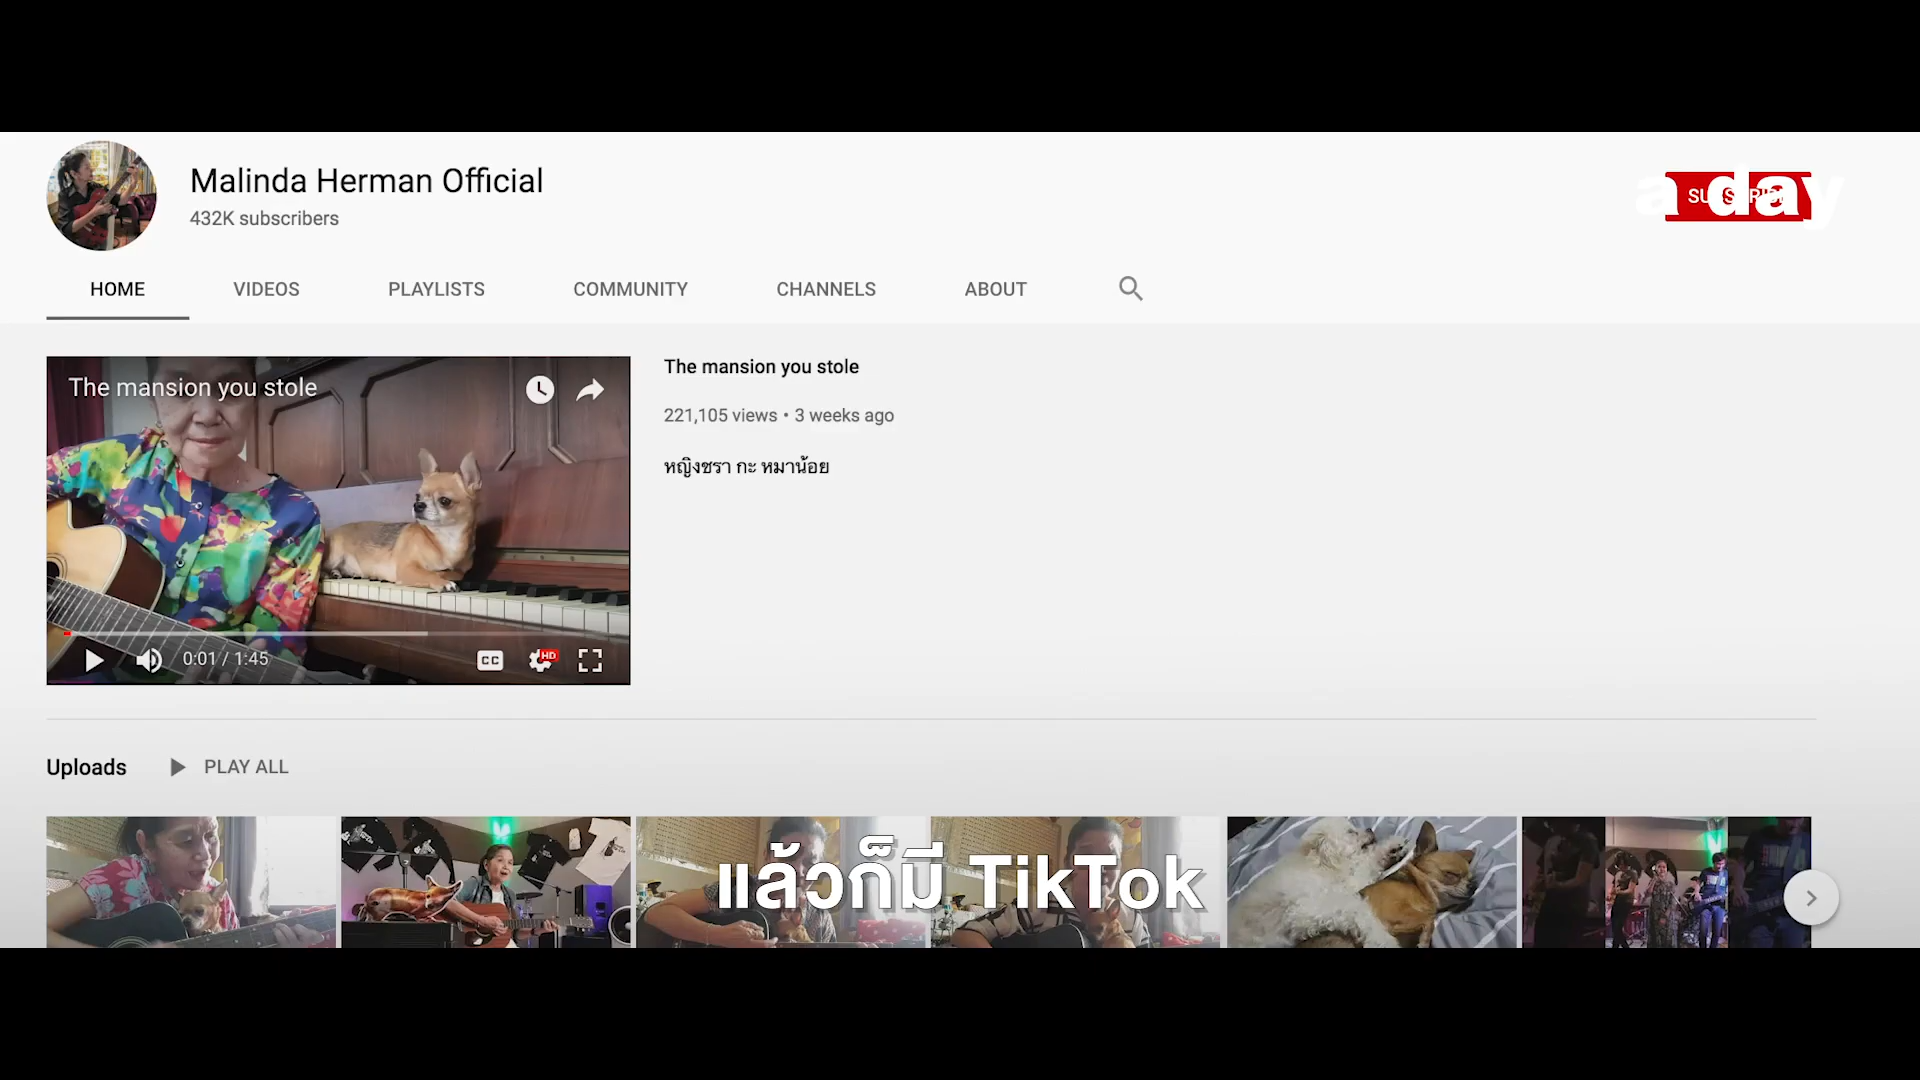 Malinda Herman Official
432K subscribers
a day
HOME VIDEOS PLAYLISTS COMMUNITY CHANNELS ABOUT
The mansion you stole
The mansion you stole
221,105 views • 3 weeks ago
หญิงชรา กะ หมาน้อย
0:01 / 1:45
CC
HD
Uploads
PLAY ALL
แล้วก็มี TikTok